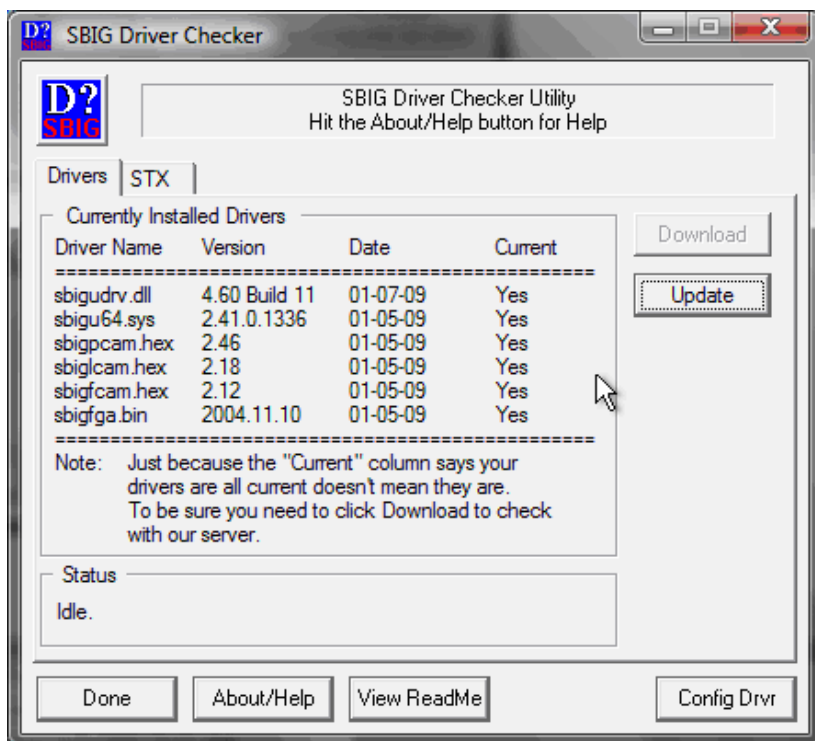 D?
SBIG
SBIG Driver Checker
D?
SBIG
SBIG Driver Checker Utility
Hit the About/Help button for Help
Drivers STX
Currently Installed Drivers
Driver Name Version Date Current
============================================
sbigudrv.dll 4.60 Build 11 01-07-09 Yes
sbigu64.sys 2.41.0.1336 01-05-09 Yes
sbigpcam.hex 2.46 01-05-09 Yes
sbiglcam.hex 2.18 01-05-09 Yes
sbigfcam.hex 2.12 01-05-09 Yes
sbigfga.bin 2004.11.10 01-05-09 Yes
============================================
Note: Just because the "Current" column says your
drivers are all current doesn't mean they are.
To be sure you need to click Download to check
with our server.
Download
Update
Status
Idle.
Done About/Help View ReadMe Config Drvr